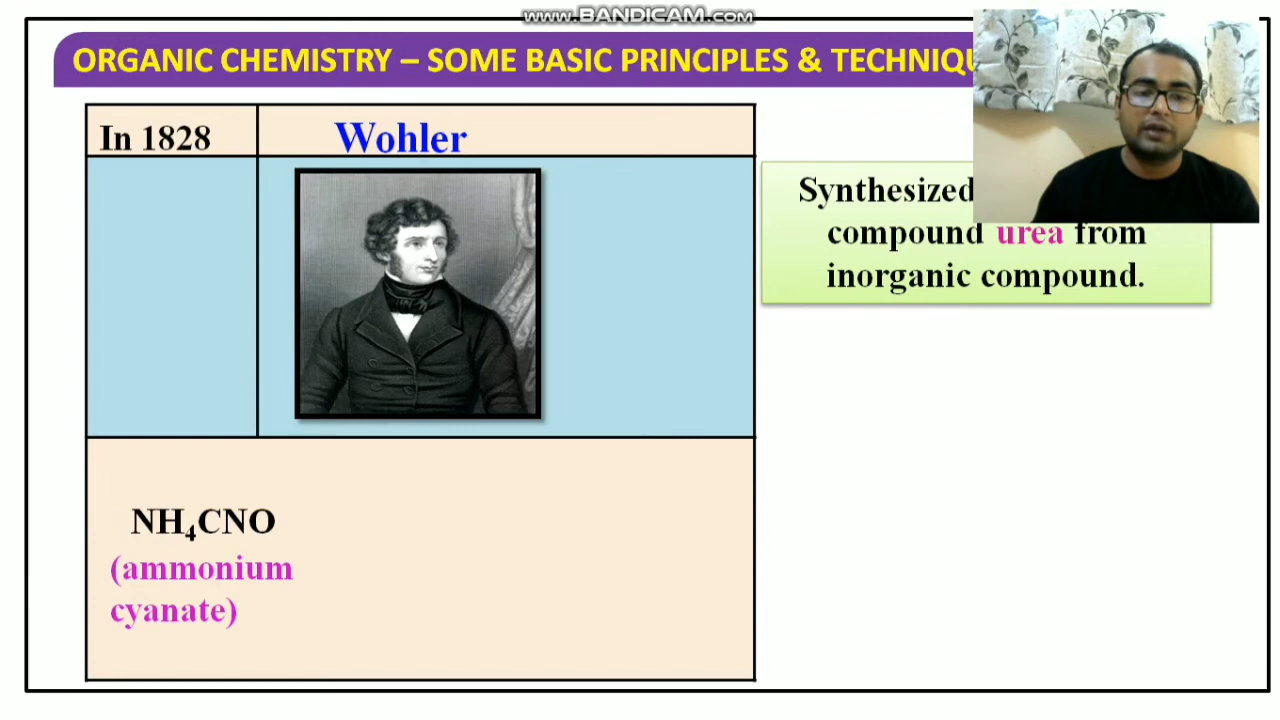 www.BANDICAM.com
ORGANIC CHEMISTRY – SOME BASIC PRINCIPLES &
In 1828
Wohler
Synthesized
compound urea from
inorganic compound.
NH₄CNO
(ammonium
cyanate)